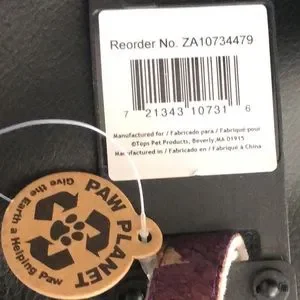 Reorder No. ZA10734479
7 21343 10731 6
Manufactured for / Fabricado para / Fabriqué pour
©Tops Pet Products, Beverly, MA 01915
Manufactured in / Fabricado en / Fabriqué à China
PAW PLANET
Give the Earth a Helping Paw